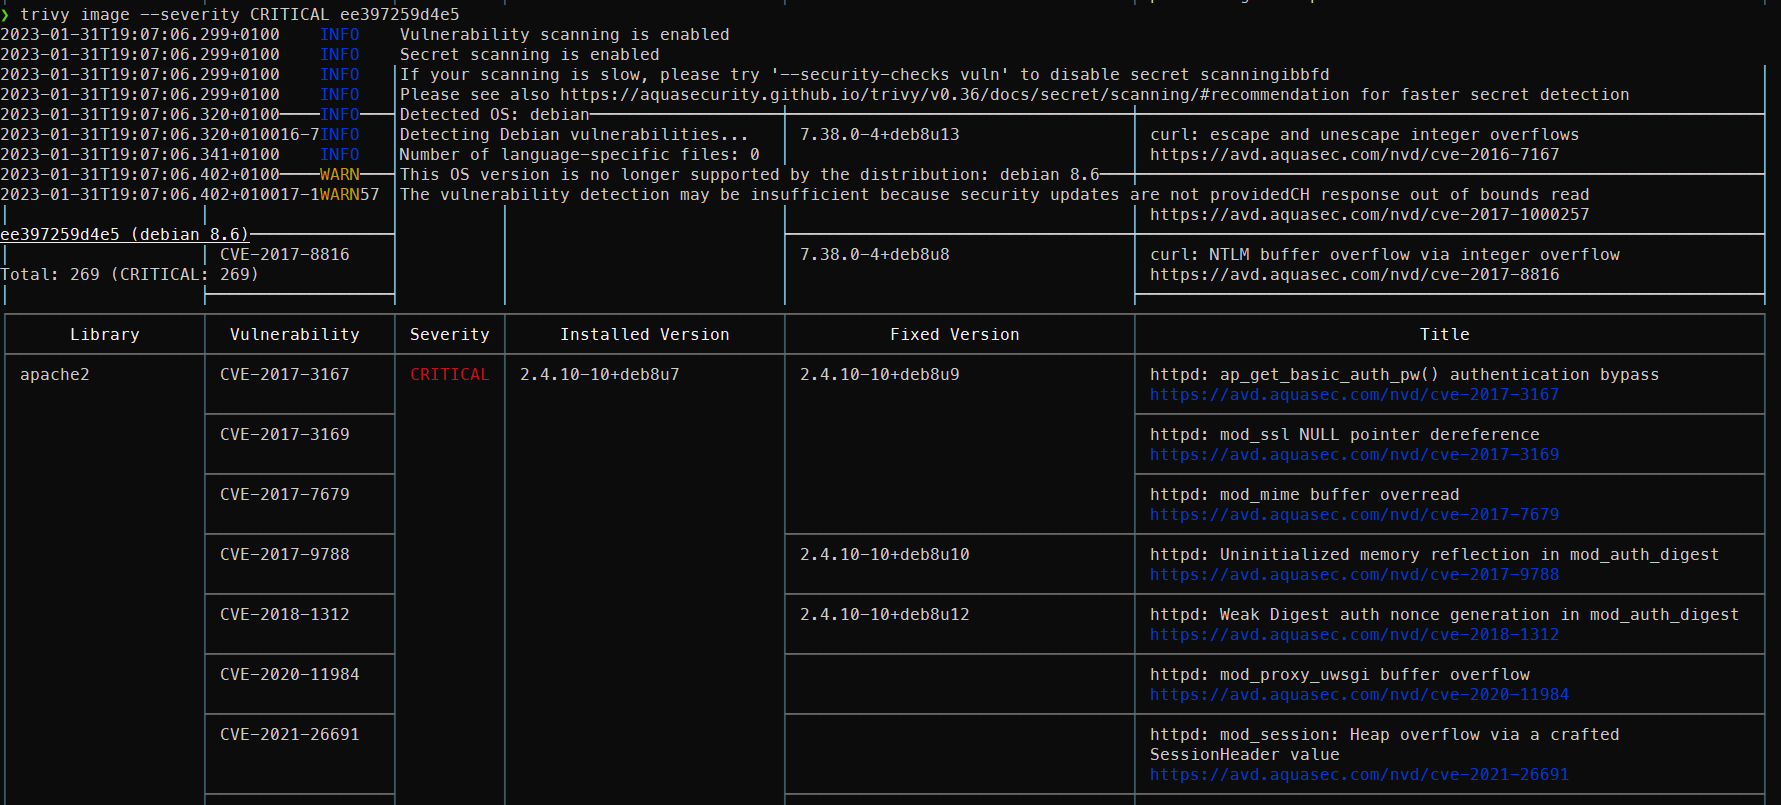 ❯ trivy image --severity CRITICAL ee397259d4e5
2023-01-31T19:07:06.299+0100 INFO Vulnerability scanning is enabled
2023-01-31T19:07:06.299+0100 INFO Secret scanning is enabled
2023-01-31T19:07:06.299+0100 INFO If your scanning is slow, please try '--security-checks vuln' to disable secret scanningibbfd
2023-01-31T19:07:06.299+0100 INFO Please see also https://aquasecurity.github.io/trivy/v0.36/docs/secret/scanning/#recommendation for faster secret detection
2023-01-31T19:07:06.320+0100 INFO Detected OS: debian
2023-01-31T19:07:06.320+010016-7INFO Detecting Debian vulnerabilities... 7.38.0-4+deb8u13 curl: escape and unescape integer overflows
2023-01-31T19:07:06.341+0100 INFO Number of language-specific files: 0 https://avd.aquasec.com/nvd/cve-2016-7167
2023-01-31T19:07:06.402+0100 WARN This OS version is no longer supported by the distribution: debian 8.6
2023-01-31T19:07:06.402+010017-1WARN57 The vulnerability detection may be insufficient because security updates are not providedCH response out of bounds read
https://avd.aquasec.com/nvd/cve-2017-1000257
ee397259d4e5 (debian 8.6)
CVE-2017-8816 7.38.0-4+deb8u8 curl: NTLM buffer overflow via integer overflow
Total: 269 (CRITICAL: 269) https://avd.aquasec.com/nvd/cve-2017-8816
Library Vulnerability Severity Installed Version Fixed Version Title
apache2 CVE-2017-3167 CRITICAL 2.4.10-10+deb8u7 2.4.10-10+deb8u9 httpd: ap_get_basic_auth_pw() authentication bypass
https://avd.aquasec.com/nvd/cve-2017-3167
CVE-2017-3169 httpd: mod_ssl NULL pointer dereference
https://avd.aquasec.com/nvd/cve-2017-3169
CVE-2017-7679 httpd: mod_mime buffer overread
https://avd.aquasec.com/nvd/cve-2017-7679
CVE-2017-9788 2.4.10-10+deb8u10 httpd: Uninitialized memory reflection in mod_auth_digest
https://avd.aquasec.com/nvd/cve-2017-9788
CVE-2018-1312 2.4.10-10+deb8u12 httpd: Weak Digest auth nonce generation in mod_auth_digest
https://avd.aquasec.com/nvd/cve-2018-1312
CVE-2020-11984 httpd: mod_proxy_uwsgi buffer overflow
https://avd.aquasec.com/nvd/cve-2020-11984
CVE-2021-26691 httpd: mod_session: Heap overflow via a crafted
SessionHeader value
https://avd.aquasec.com/nvd/cve-2021-26691